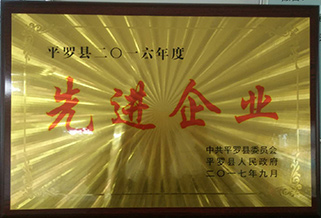 平罗县二〇一六年度
先进企业
中共平罗县委员会
平罗县人民政府
二〇一七年九月